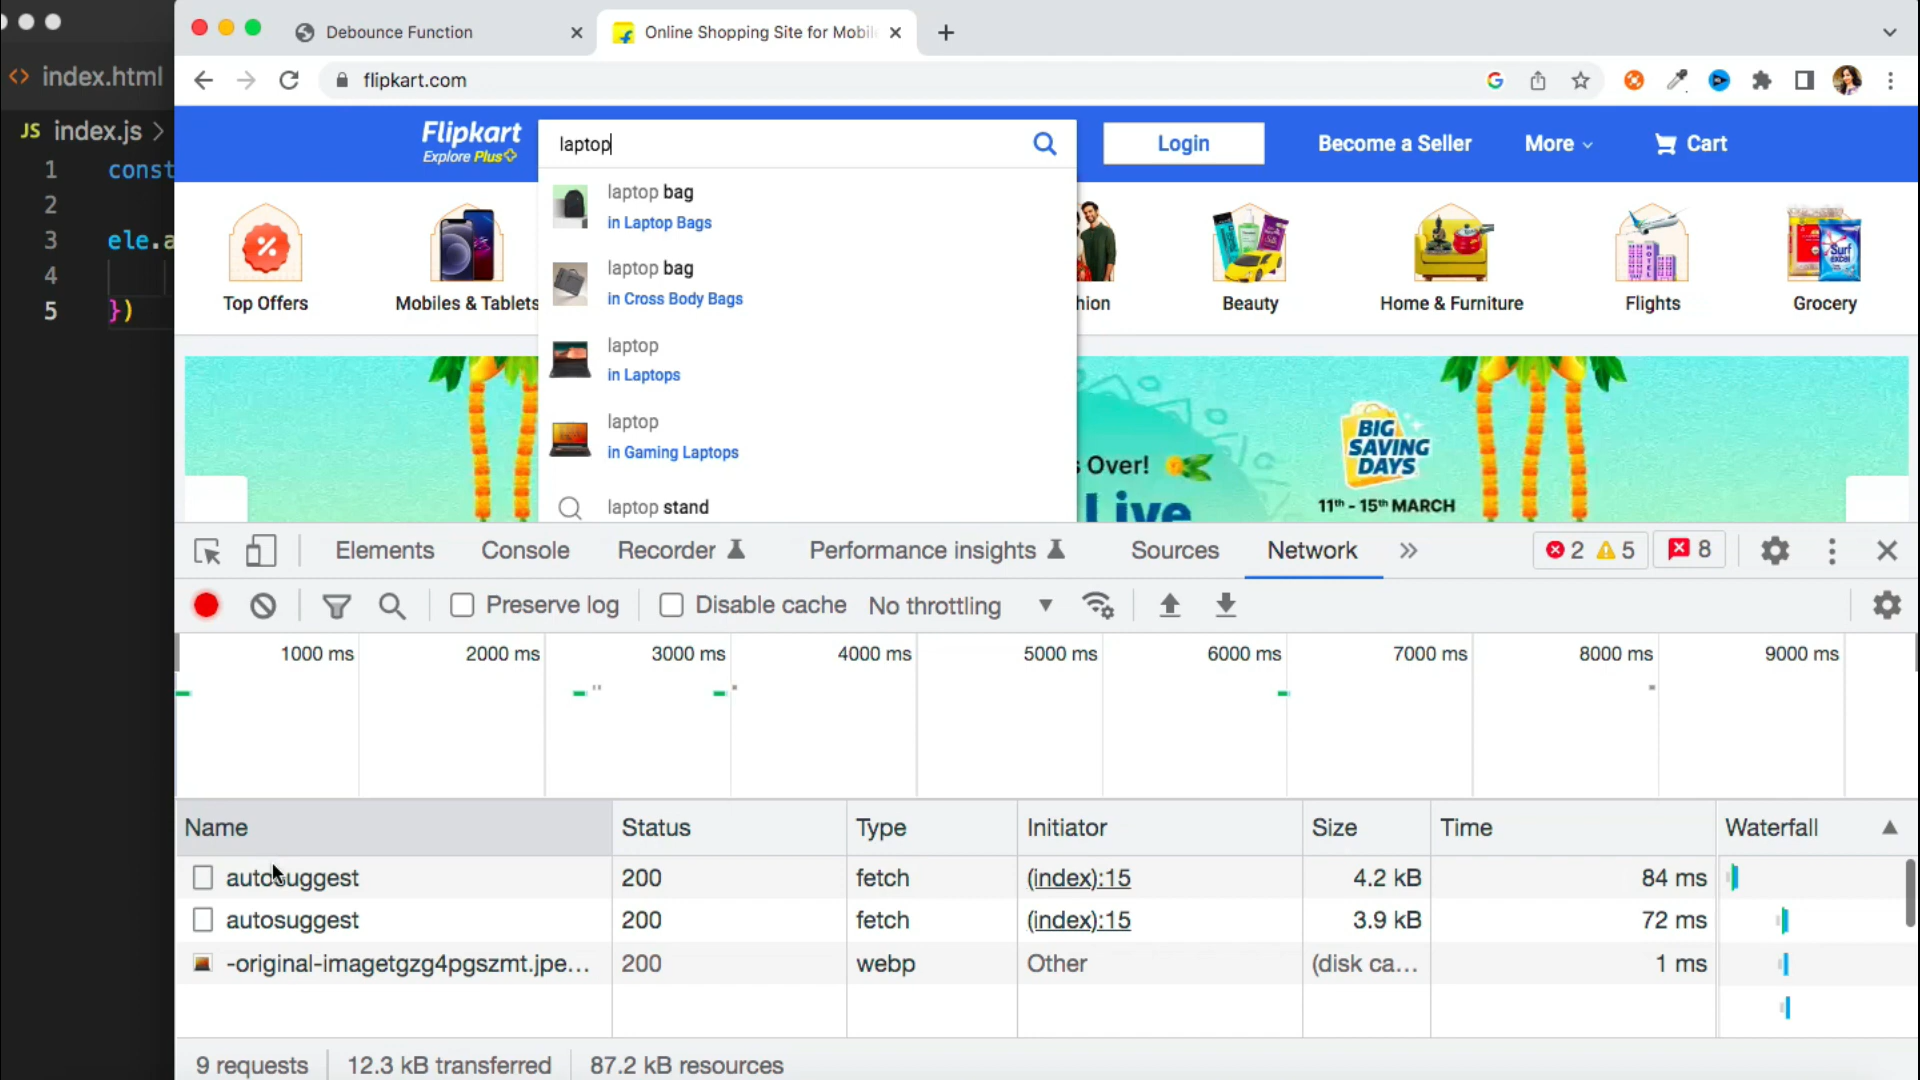 Debounce Function
Online Shopping Site for Mobil
index.html
flipkart.com
JS index.js >
Flipkart
Explore Plus
laptop
Login
Become a Seller
More
Cart
1 const
2
3 ele.a
4
5 })
laptop bag
in Laptop Bags
laptop bag
in Cross Body Bags
laptop
in Laptops
laptop
in Gaming Laptops
laptop stand
Top Offers
Mobiles & Tablets
hion
Beauty
Home & Furniture
Flights
Grocery
HOTEL
Surf
excel
s Over!
Live
BIG
SAVING
DAYS
11th - 15th MARCH
Elements
Console
Recorder
Performance insights
Sources
Network
2
5
8
Preserve log
Disable cache
No throttling
1000 ms
2000 ms
3000 ms
4000 ms
5000 ms
6000 ms
7000 ms
8000 ms
9000 ms
Name Status Type Initiator Size Time Waterfall
autosuggest 200 fetch (index):15 4.2 kB 84 ms
autosuggest 200 fetch (index):15 3.9 kB 72 ms
-original-imagetgzg4pgszmt.jpe... 200 webp Other (disk ca... 1 ms
9 requests 12.3 kB transferred 87.2 kB resources